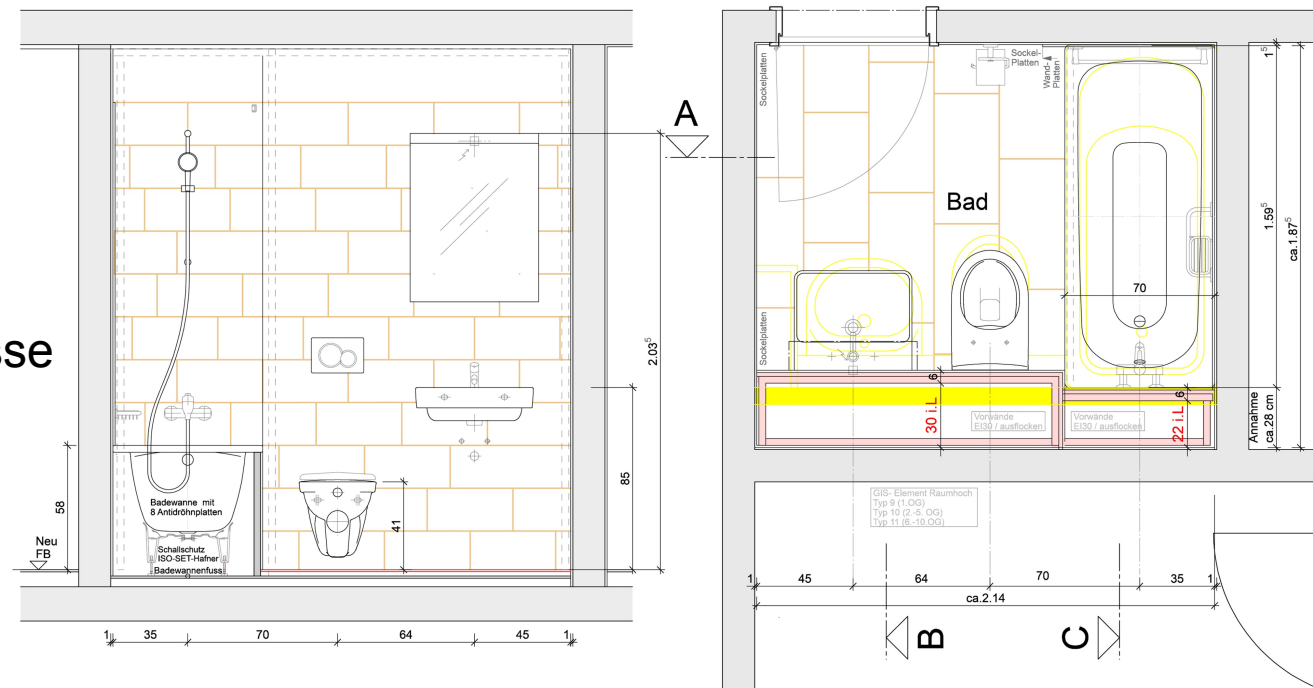 sse
Badewanne mit
8 Antidröhnplatten
Schallschutz
ISO-SET-Hafner
Badewannenfuss
Neu
FB
58
41
85
2.03⁵
1 35 70 64 45 1
A
Sockelplatten
Sockel-
Platten
Wand-
Platten
Bad
70
Sockelplatten
6
30 i.L
Vorwände
EI30 / ausflocken
Vorwände
EI30 / ausflocken
6
22 i.L
1⁵
1.59⁵
ca.1.87⁵
Annahme
ca.28 cm
GIS- Element Raumhoch
Typ 9 (1.OG)
Typ 10 (2.-5. OG)
Typ 11 (6.-10.OG)
1 45 64 70 35 1
ca.2.14
B
C